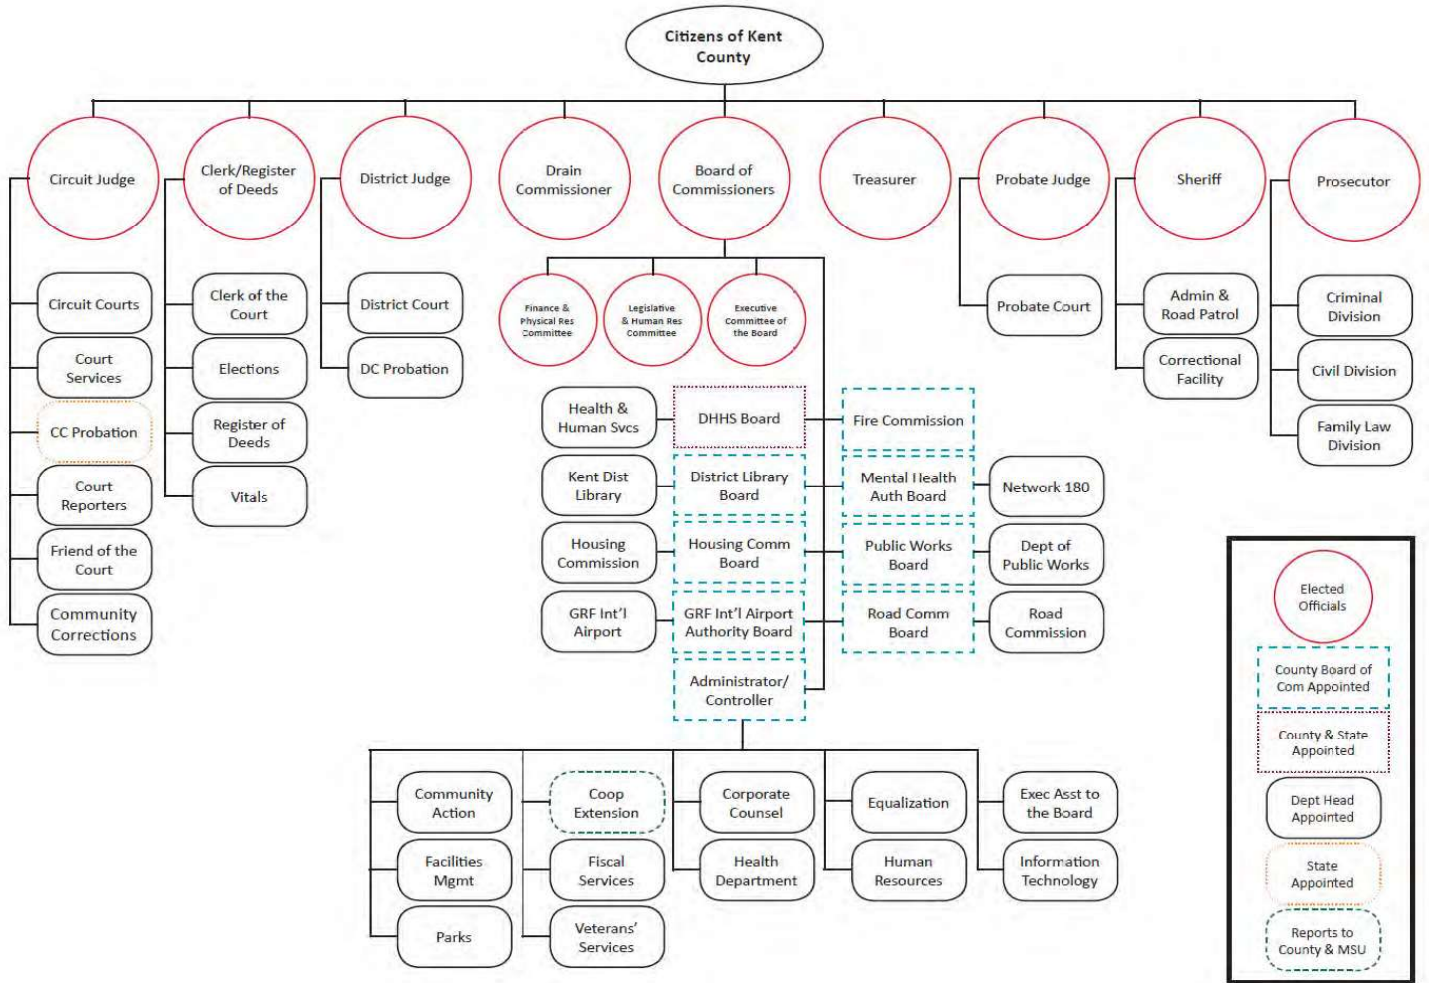 Citizens of Kent
County
Circuit Judge
Clerk/Register
of Deeds
District Judge
Drain
Commissioner
Board of
Commissioners
Treasurer
Probate Judge
Sheriff
Prosecutor
Circuit Courts
Court
Services
CC Probation
Court
Reporters
Friend of the
Court
Community
Corrections
Clerk of the
Court
Elections
Register of
Deeds
Vitals
District Court
DC Probation
Finance &
Physical Res
Committee
Legislative
& Human Res
Committee
Executive
Committee of
the Board
Probate Court
Admin &
Road Patrol
Correctional
Facility
Criminal
Division
Civil Division
Family Law
Division
Health &
Human Svcs
DHHS Board
Fire Commission
Kent Dist
Library
District Library
Board
Mental Health
Auth Board
Network 180
Housing
Commission
Housing Comm
Board
Public Works
Board
Dept of
Public Works
GRF Int'l
Airport
GRF Int'l Airport
Authority Board
Road Comm
Board
Road
Commission
Administrator/
Controller
Community
Action
Coop
Extension
Corporate
Counsel
Equalization
Exec Asst to
the Board
Facilities
Mgmt
Fiscal
Services
Health
Department
Human
Resources
Information
Technology
Parks
Veterans'
Services
Elected
Officials
County Board of
Com Appointed
County & State
Appointed
Dept Head
Appointed
State
Appointed
Reports to
County & MSU